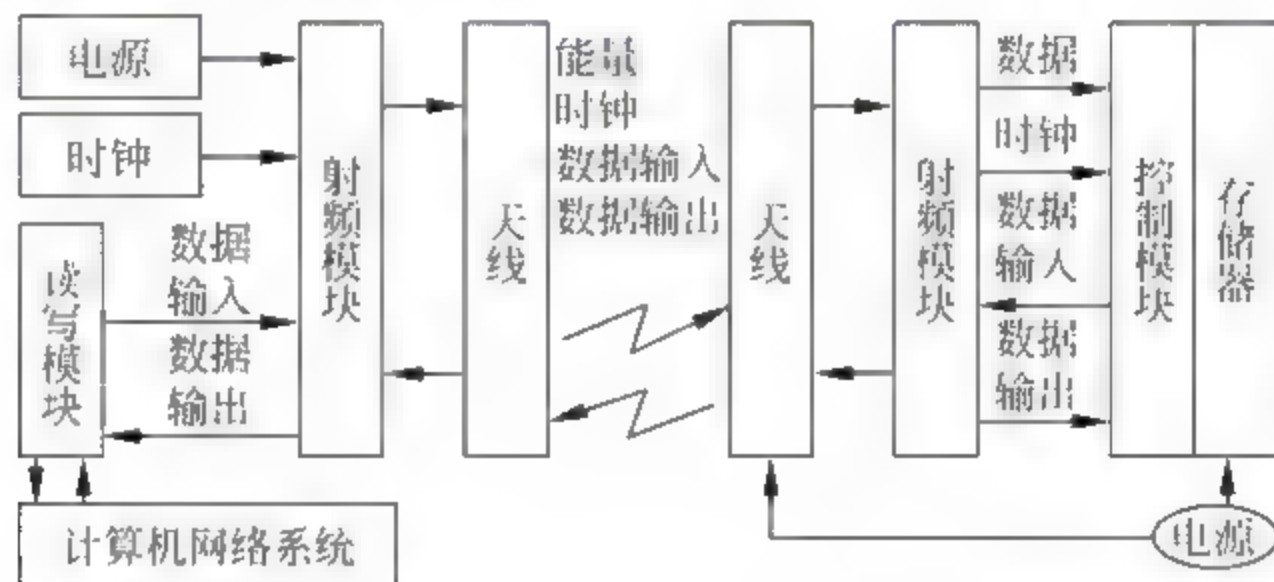 电源
时钟
读写模块
数据
输入
数据
输出
计算机网络系统
射频模块
天线
能量
时钟
数据输入
数据输出
天线
射频模块
数据
时钟
数据
输入
数据
输出
控制模块
存储器
电源